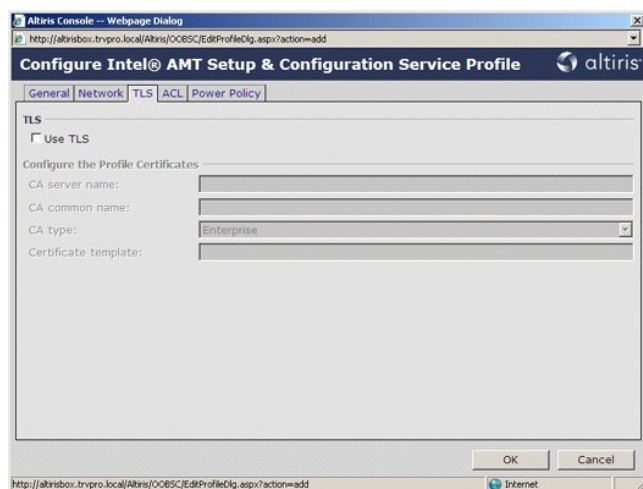 Altiris Console -- Webpage Dialog
http://altirisbox.trvpro.local/Altiris/OOBSC/EditProfileDlg.aspx?action=add
Configure Intel® AMT Setup & Configuration Service Profile
altiris
General Network TLS ACL Power Policy
TLS
Use TLS
Configure the Profile Certificates
CA server name:
CA common name:
CA type: Enterprise
Certificate template:
OK Cancel
http://altirisbox.trvpro.local/Altiris/OOBSC/EditProfileDlg.aspx?action=add Internet